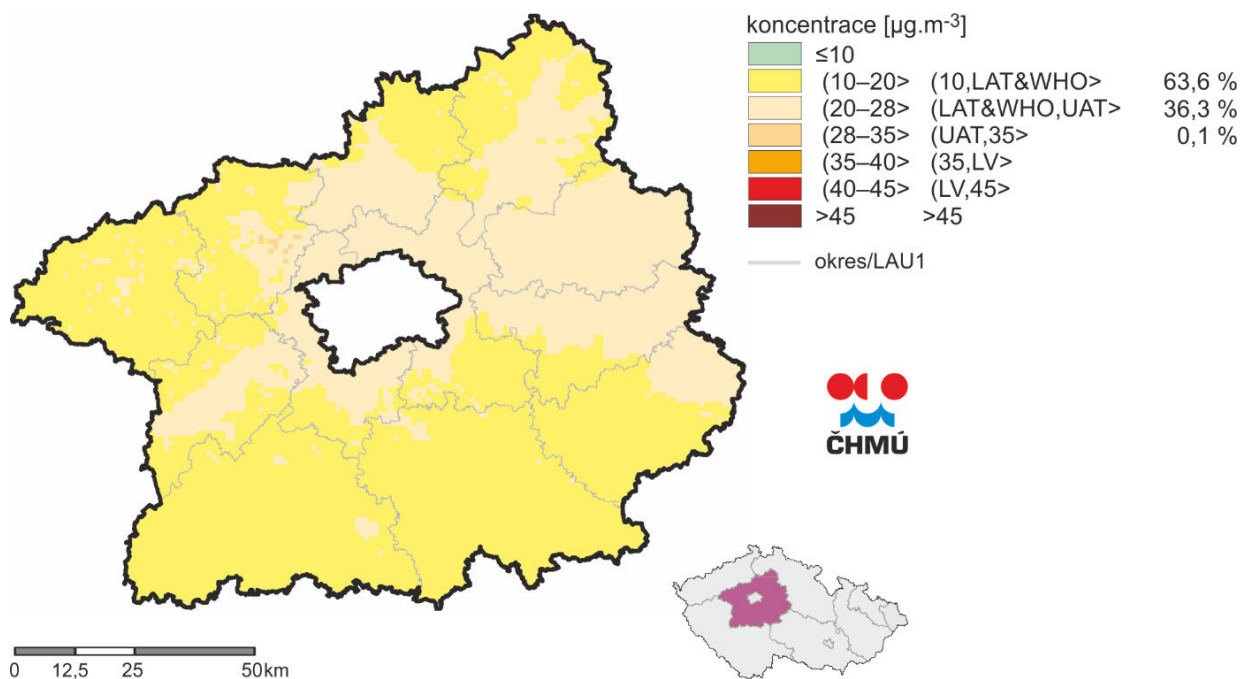 koncentrace [µg.m-3]
≤10
(10–20> (10,LAT&WHO> 63,6 %
(20–28> (LAT&WHO,UAT> 36,3 %
(28–35> (UAT,35> 0,1 %
(35–40> (35,LV>
(40–45> (LV,45>
>45 >45
okres/LAU1
ČHMÚ
0 12,5 25 50 km